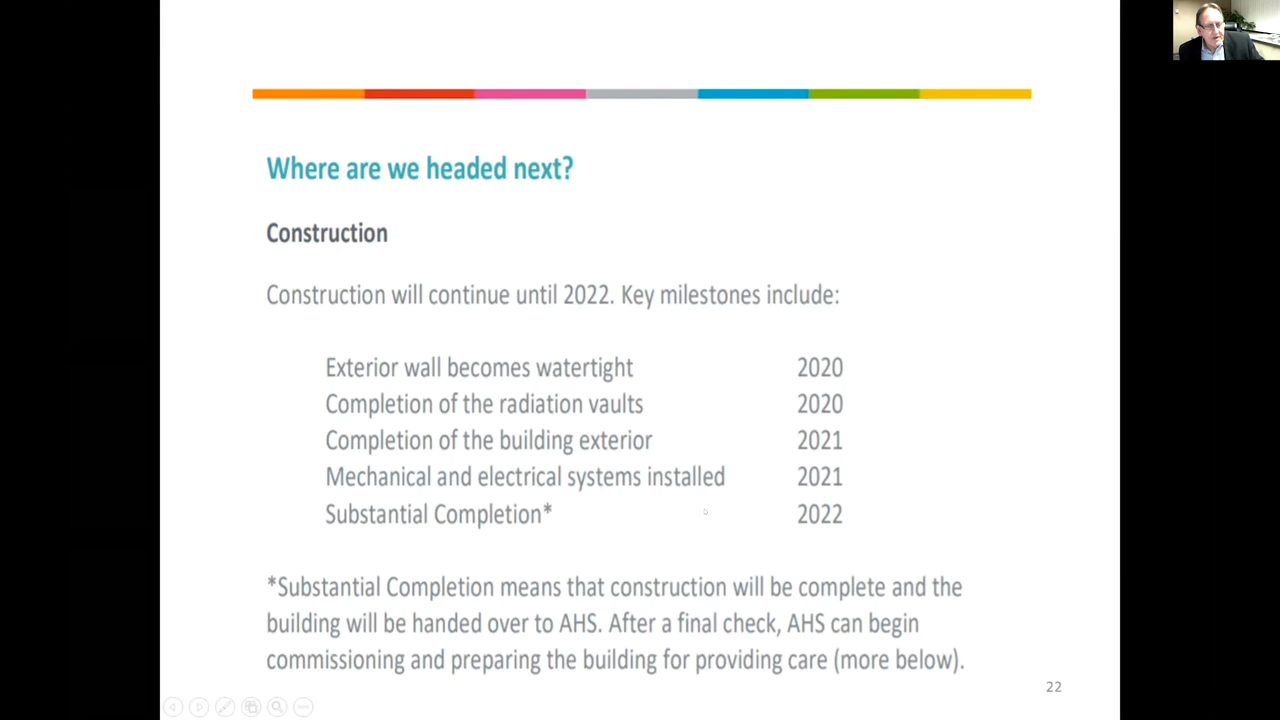 Where are we headed next?
Construction
Construction will continue until 2022. Key milestones include:
Exterior wall becomes watertight 2020
Completion of the radiation vaults 2020
Completion of the building exterior 2021
Mechanical and electrical systems installed 2021
Substantial Completion* 2022
*Substantial Completion means that construction will be complete and the
building will be handed over to AHS. After a final check, AHS can begin
commissioning and preparing the building for providing care (more below).
22